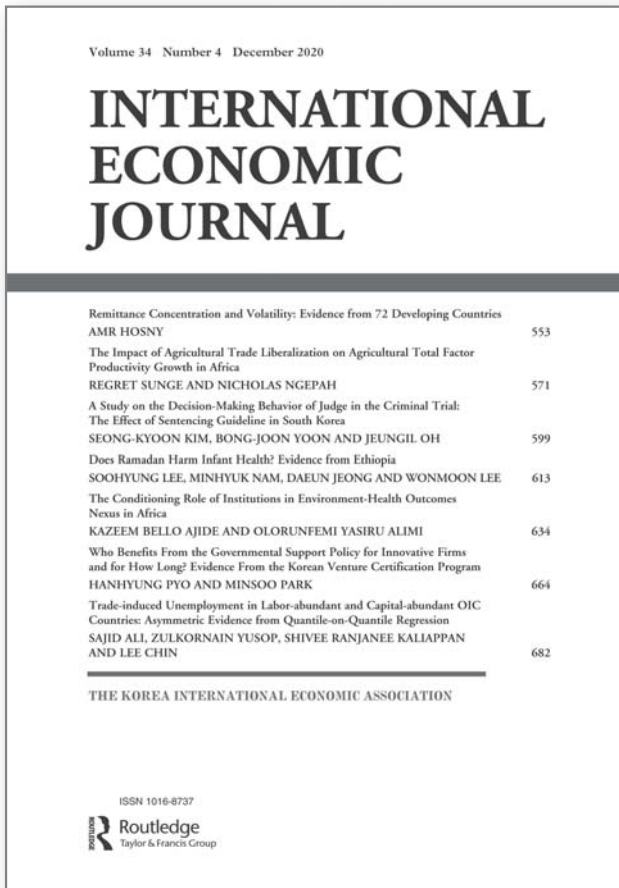 Volume 34 Number 4 December 2020
INTERNATIONAL
ECONOMIC
JOURNAL
Remittance Concentration and Volatility: Evidence from 72 Developing Countries
AMR HOSNY 553
The Impact of Agricultural Trade Liberalization on Agricultural Total Factor
Productivity Growth in Africa
REGRET SUNGE AND NICHOLAS NGEPAH 571
A Study on the Decision-Making Behavior of Judge in the Criminal Trial:
The Effect of Sentencing Guideline in South Korea
SEONG-KYOON KIM, BONG-JOON YOON AND JEUNGIL OH 599
Does Ramadan Harm Infant Health? Evidence from Ethiopia
SOOHYUNG LEE, MINHYUK NAM, DAEUN JEONG AND WONMOON LEE 613
The Conditioning Role of Institutions in Environment-Health Outcomes
Nexus in Africa
KAZEEM BELLO AJIDE AND OLORUNFEMI YASIRU ALIMI 634
Who Benefits From the Governmental Support Policy for Innovative Firms
and for How Long? Evidence From the Korean Venture Certification Program
HANHYUNG PYO AND MINSOO PARK 664
Trade-induced Unemployment in Labor-abundant and Capital-abundant OIC
Countries: Asymmetric Evidence from Quantile-on-Quantile Regression
SAJID ALI, ZULKORNAIN YUSOP, SHIVEE RANJANEE KALIAPPAN
AND LEE CHIN 682
THE KOREA INTERNATIONAL ECONOMIC ASSOCIATION
ISSN 1016-8737
ROUTLEDGE
Routledge
Taylor & Francis Group